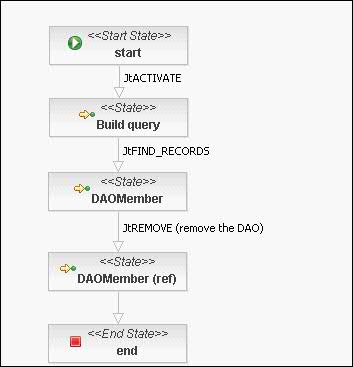 <<Start State>>
start
JtACTIVATE
<<State>>
Build query
JtFIND_RECORDS
<<State>>
DAOMember
JtREMOVE (remove the DAO)
<<State>>
DAOMember (ref)
<<End State>>
end